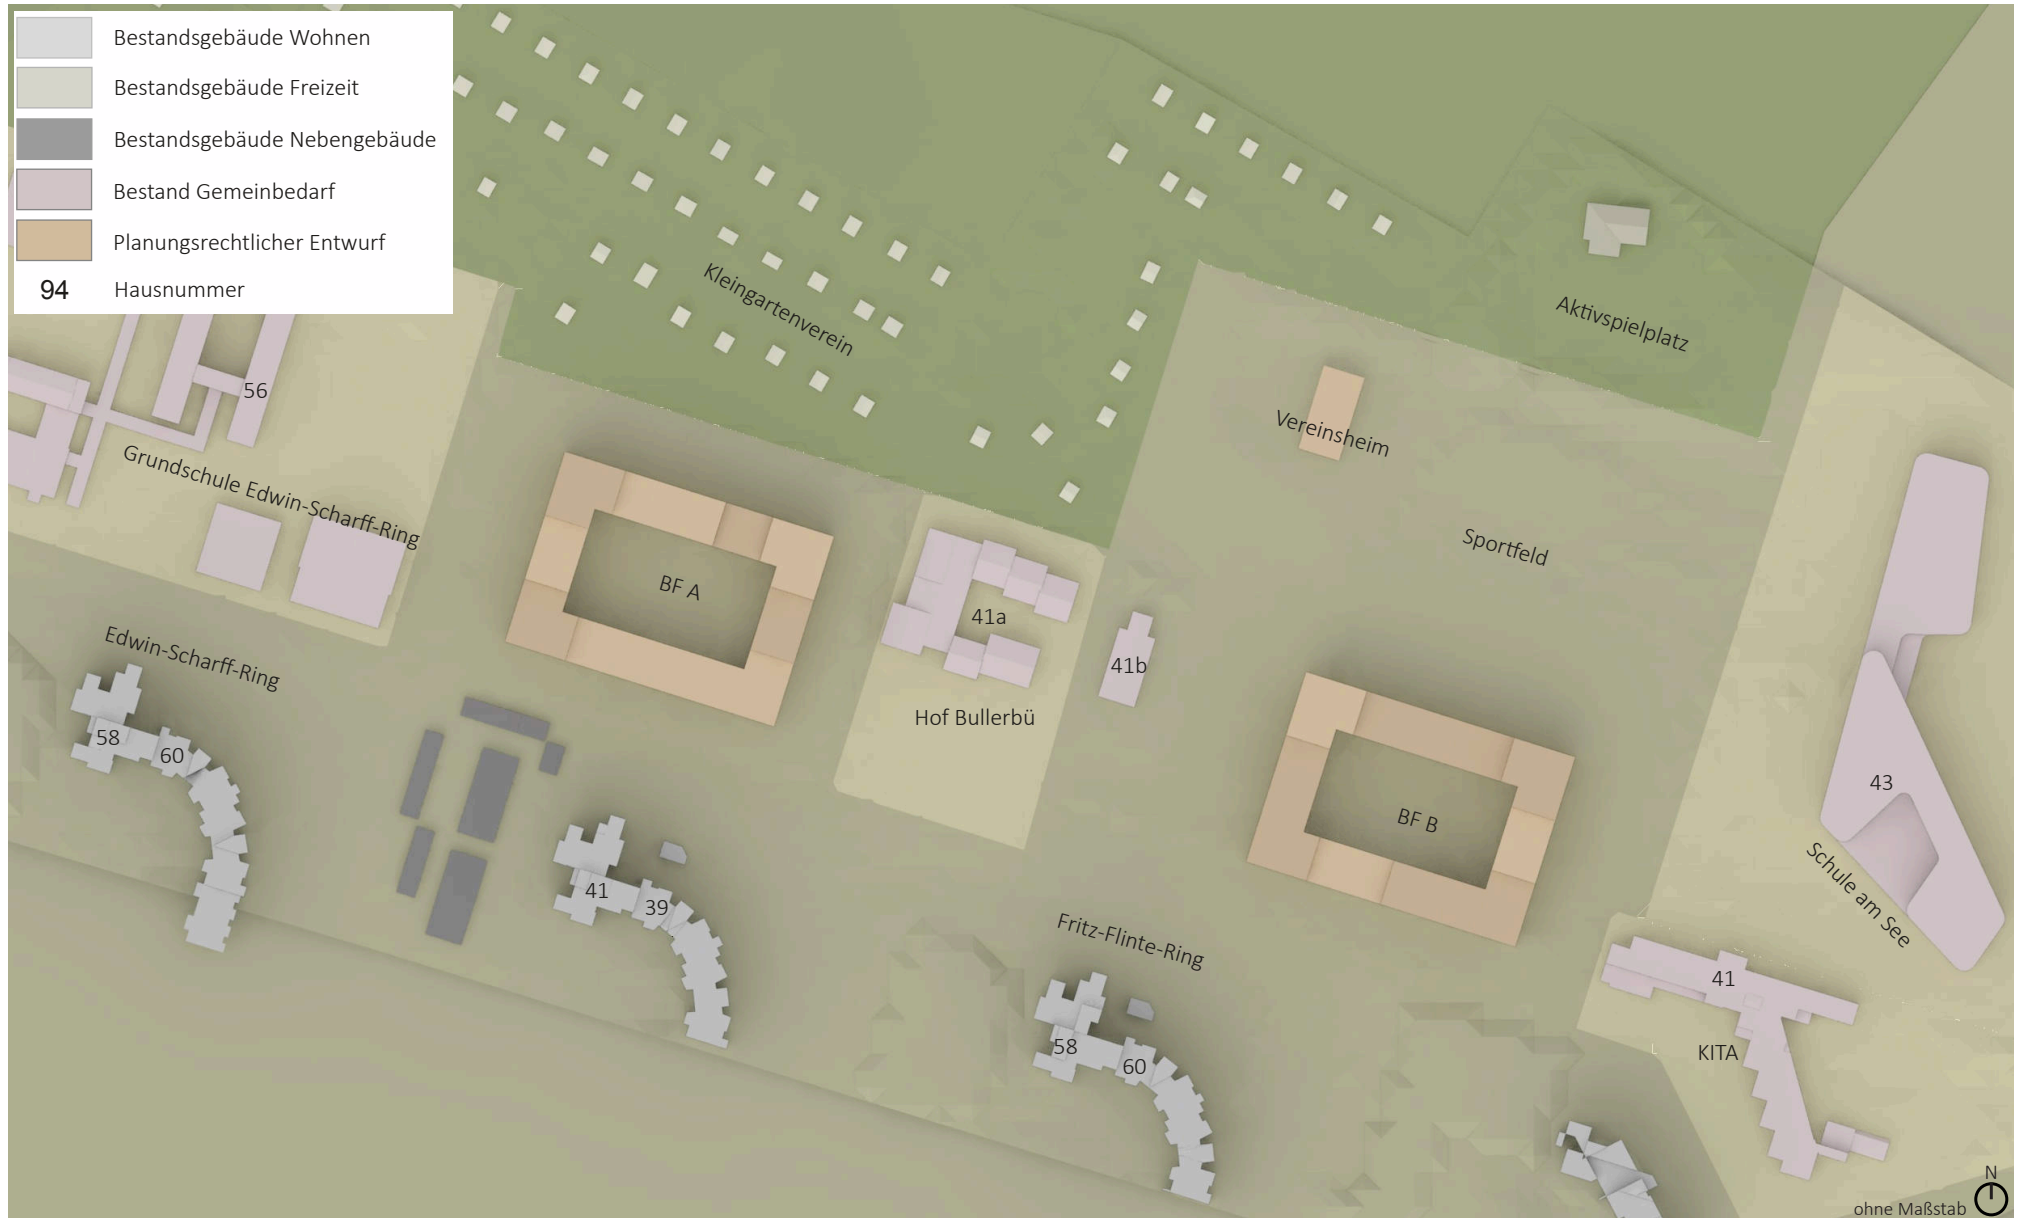 Bestandsgebäude Wohnen
Bestandsgebäude Freizeit
Bestandsgebäude Nebengebäude
Bestand Gemeinbedarf
Planungsrechtlicher Entwurf
94 Hausnummer
Kleingartenverein
Aktivspielplatz
56
Vereinsheim
Grundschule Edwin-Scharff-Ring
Sportfeld
BF A
41a
Edwin-Scharff-Ring
41b
Hof Bullerbü
58
60
43
BF B
41
39
Schule am See
Fritz-Flinte-Ring
41
58
60
KITA
N
ohne Maßstab